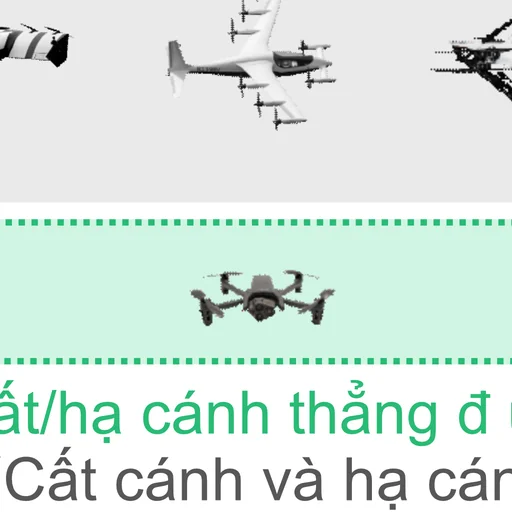 ất/hạ cánh thẳng đ
Cất cánh và hạ cán